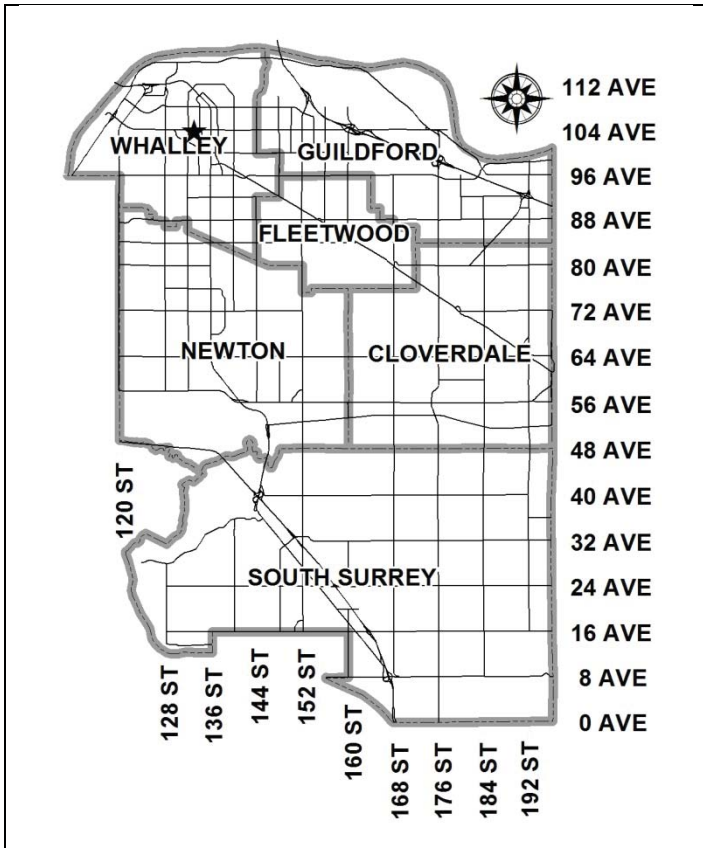 112 AVE
104 AVE
WHALLEY
GUILDFORD
96 AVE
88 AVE
FLEETWOOD
80 AVE
72 AVE
NEWTON
CLOVERDALE
64 AVE
56 AVE
48 AVE
120 ST
40 AVE
32 AVE
SOUTH SURREY
24 AVE
16 AVE
128 ST
136 ST
144 ST
152 ST
8 AVE
160 ST
0 AVE
168 ST
176 ST
184 ST
192 ST